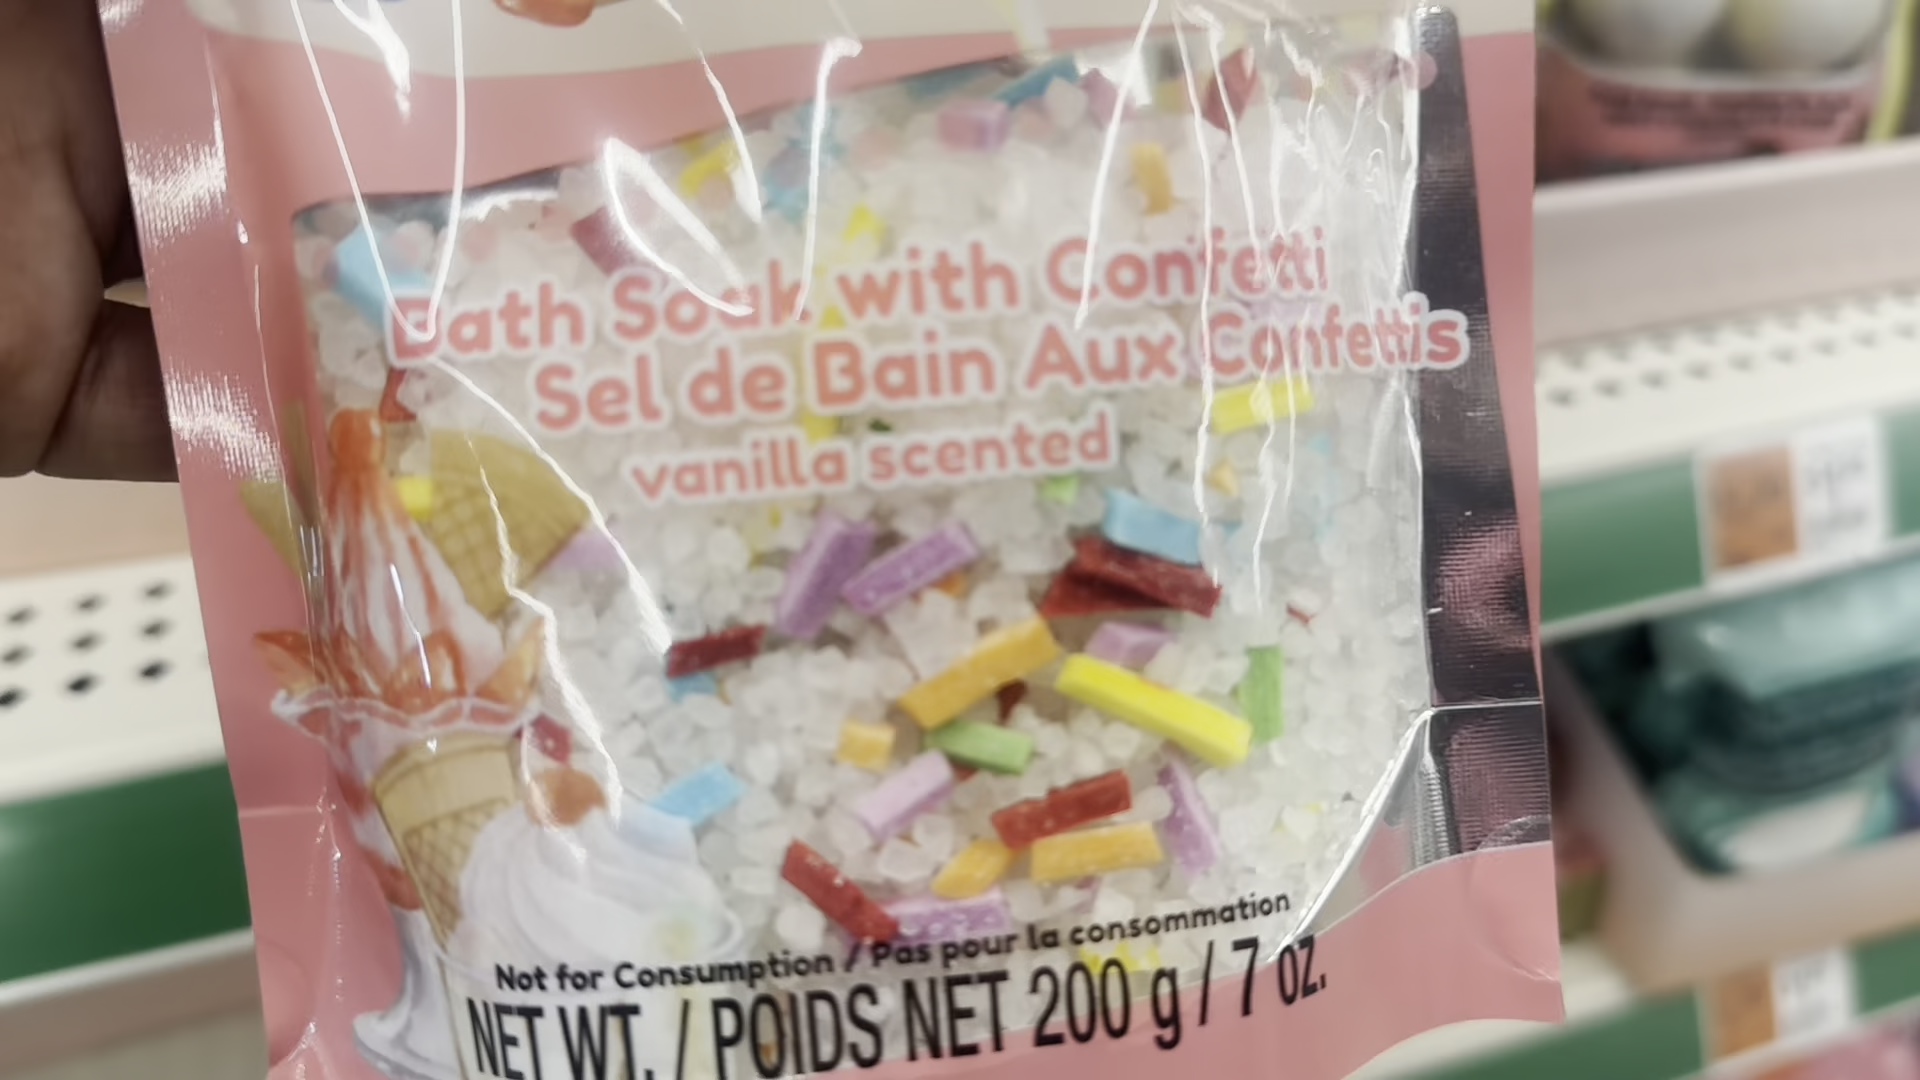 Bath Soak with Confetti
Sel de Bain Aux Confettis
vanilla scented
Not for Consumption / Pas pour la consommation
NET WT. / POIDS NET 200 g / 7 oz.